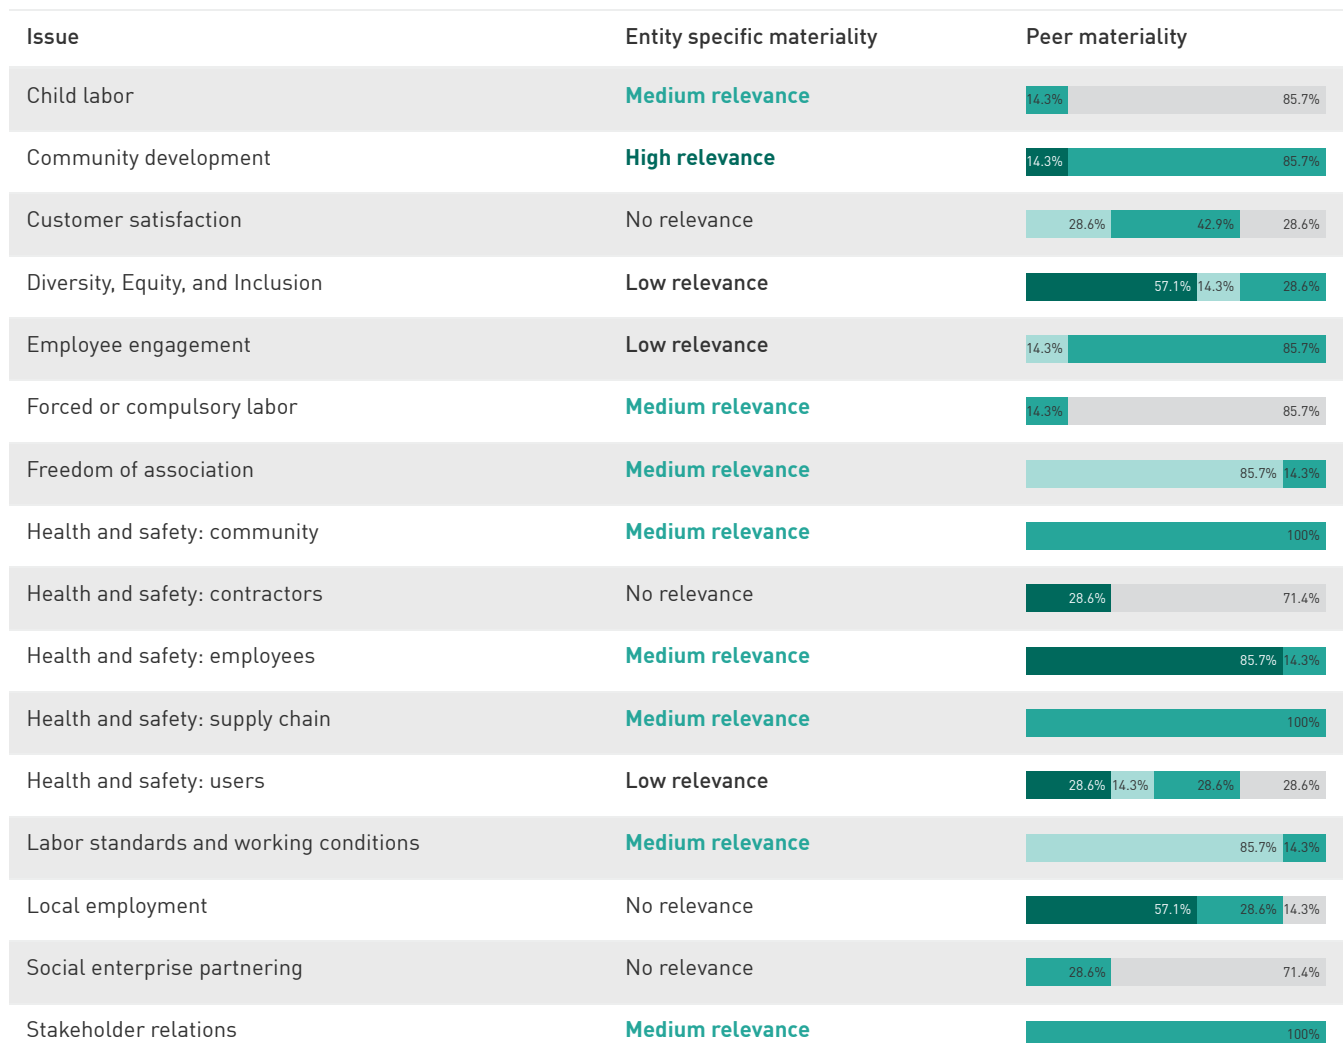 Issue Entity specific materiality Peer materiality
Child labor Medium relevance 14.3% 85.7%
Community development High relevance 14.3% 85.7%
Customer satisfaction No relevance 28.6% 42.9% 28.6%
Diversity, Equity, and Inclusion Low relevance 57.1% 14.3% 28.6%
Employee engagement Low relevance 14.3% 85.7%
Forced or compulsory labor Medium relevance 14.3% 85.7%
Freedom of association Medium relevance 85.7% 14.3%
Health and safety: community Medium relevance 100%
Health and safety: contractors No relevance 28.6% 71.4%
Health and safety: employees Medium relevance 85.7% 14.3%
Health and safety: supply chain Medium relevance 100%
Health and safety: users Low relevance 28.6% 14.3% 28.6% 28.6%
Labor standards and working conditions Medium relevance 85.7% 14.3%
Local employment No relevance 57.1% 28.6% 14.3%
Social enterprise partnering No relevance 28.6% 71.4%
Stakeholder relations Medium relevance 100%